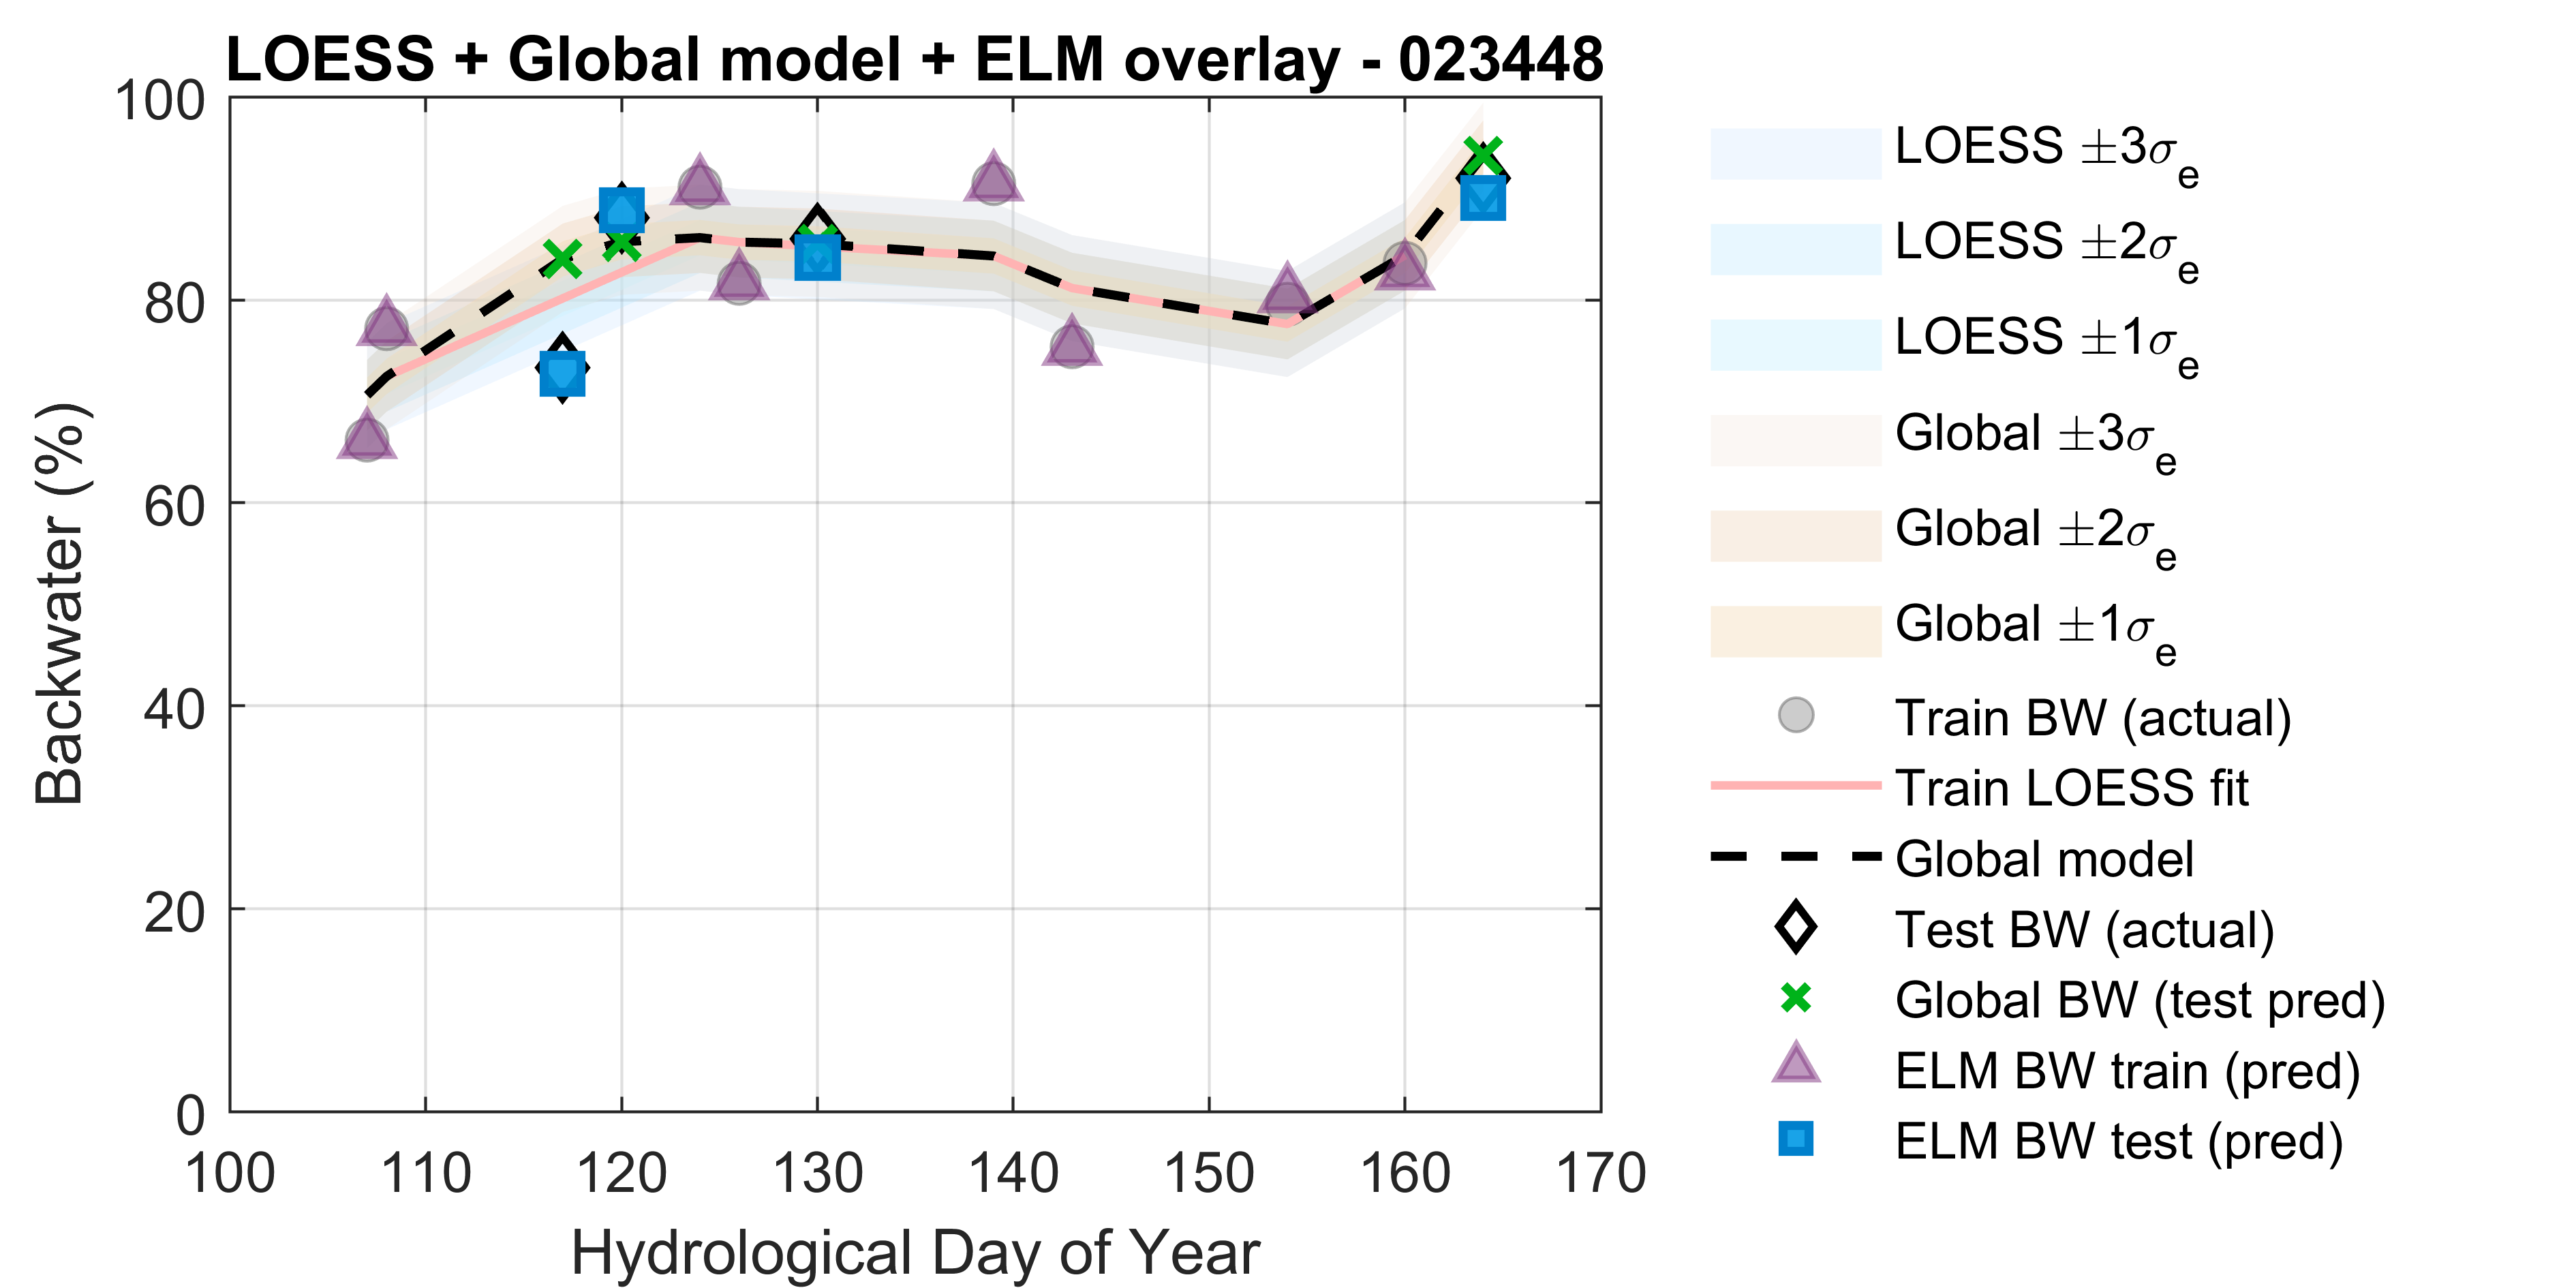 LOESS + Global model + ELM overlay - 023448
100
80
60
40
20
0
Backwater (%)
100 110 120 130 140 150 160 170
Hydrological Day of Year
LOESS ±3σe
LOESS ±2σe
LOESS ±1σe
Global ±3σe
Global ±2σe
Global ±1σe
Train BW (actual)
Train LOESS fit
Global model
Test BW (actual)
Global BW (test pred)
ELM BW train (pred)
ELM BW test (pred)